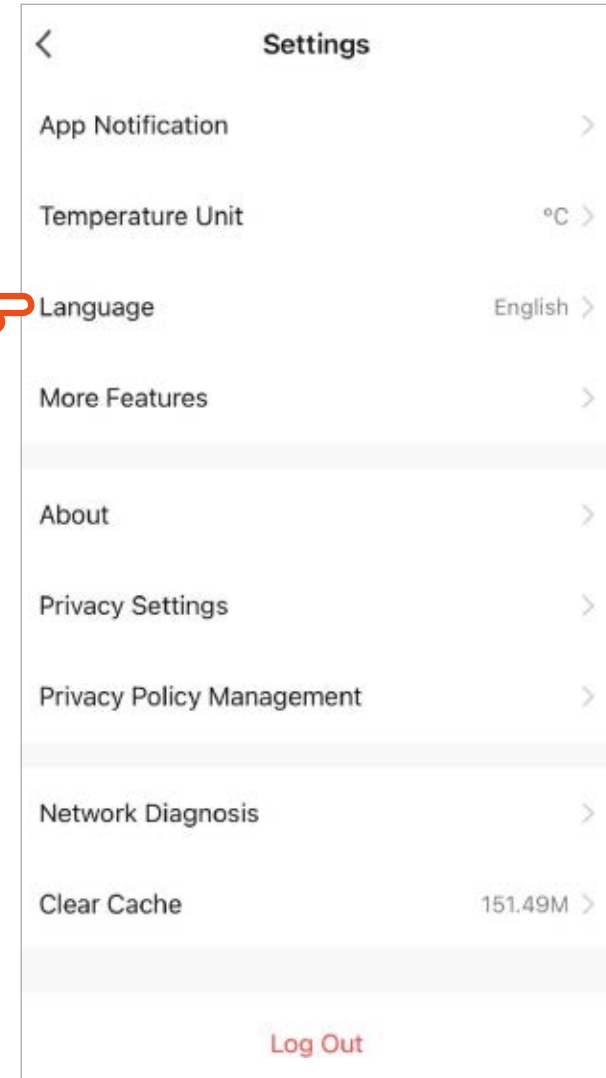 Settings
App Notification
Temperature Unit °C
Language English
More Features
About
Privacy Settings
Privacy Policy Management
Network Diagnosis
Clear Cache 151.49M
Log Out